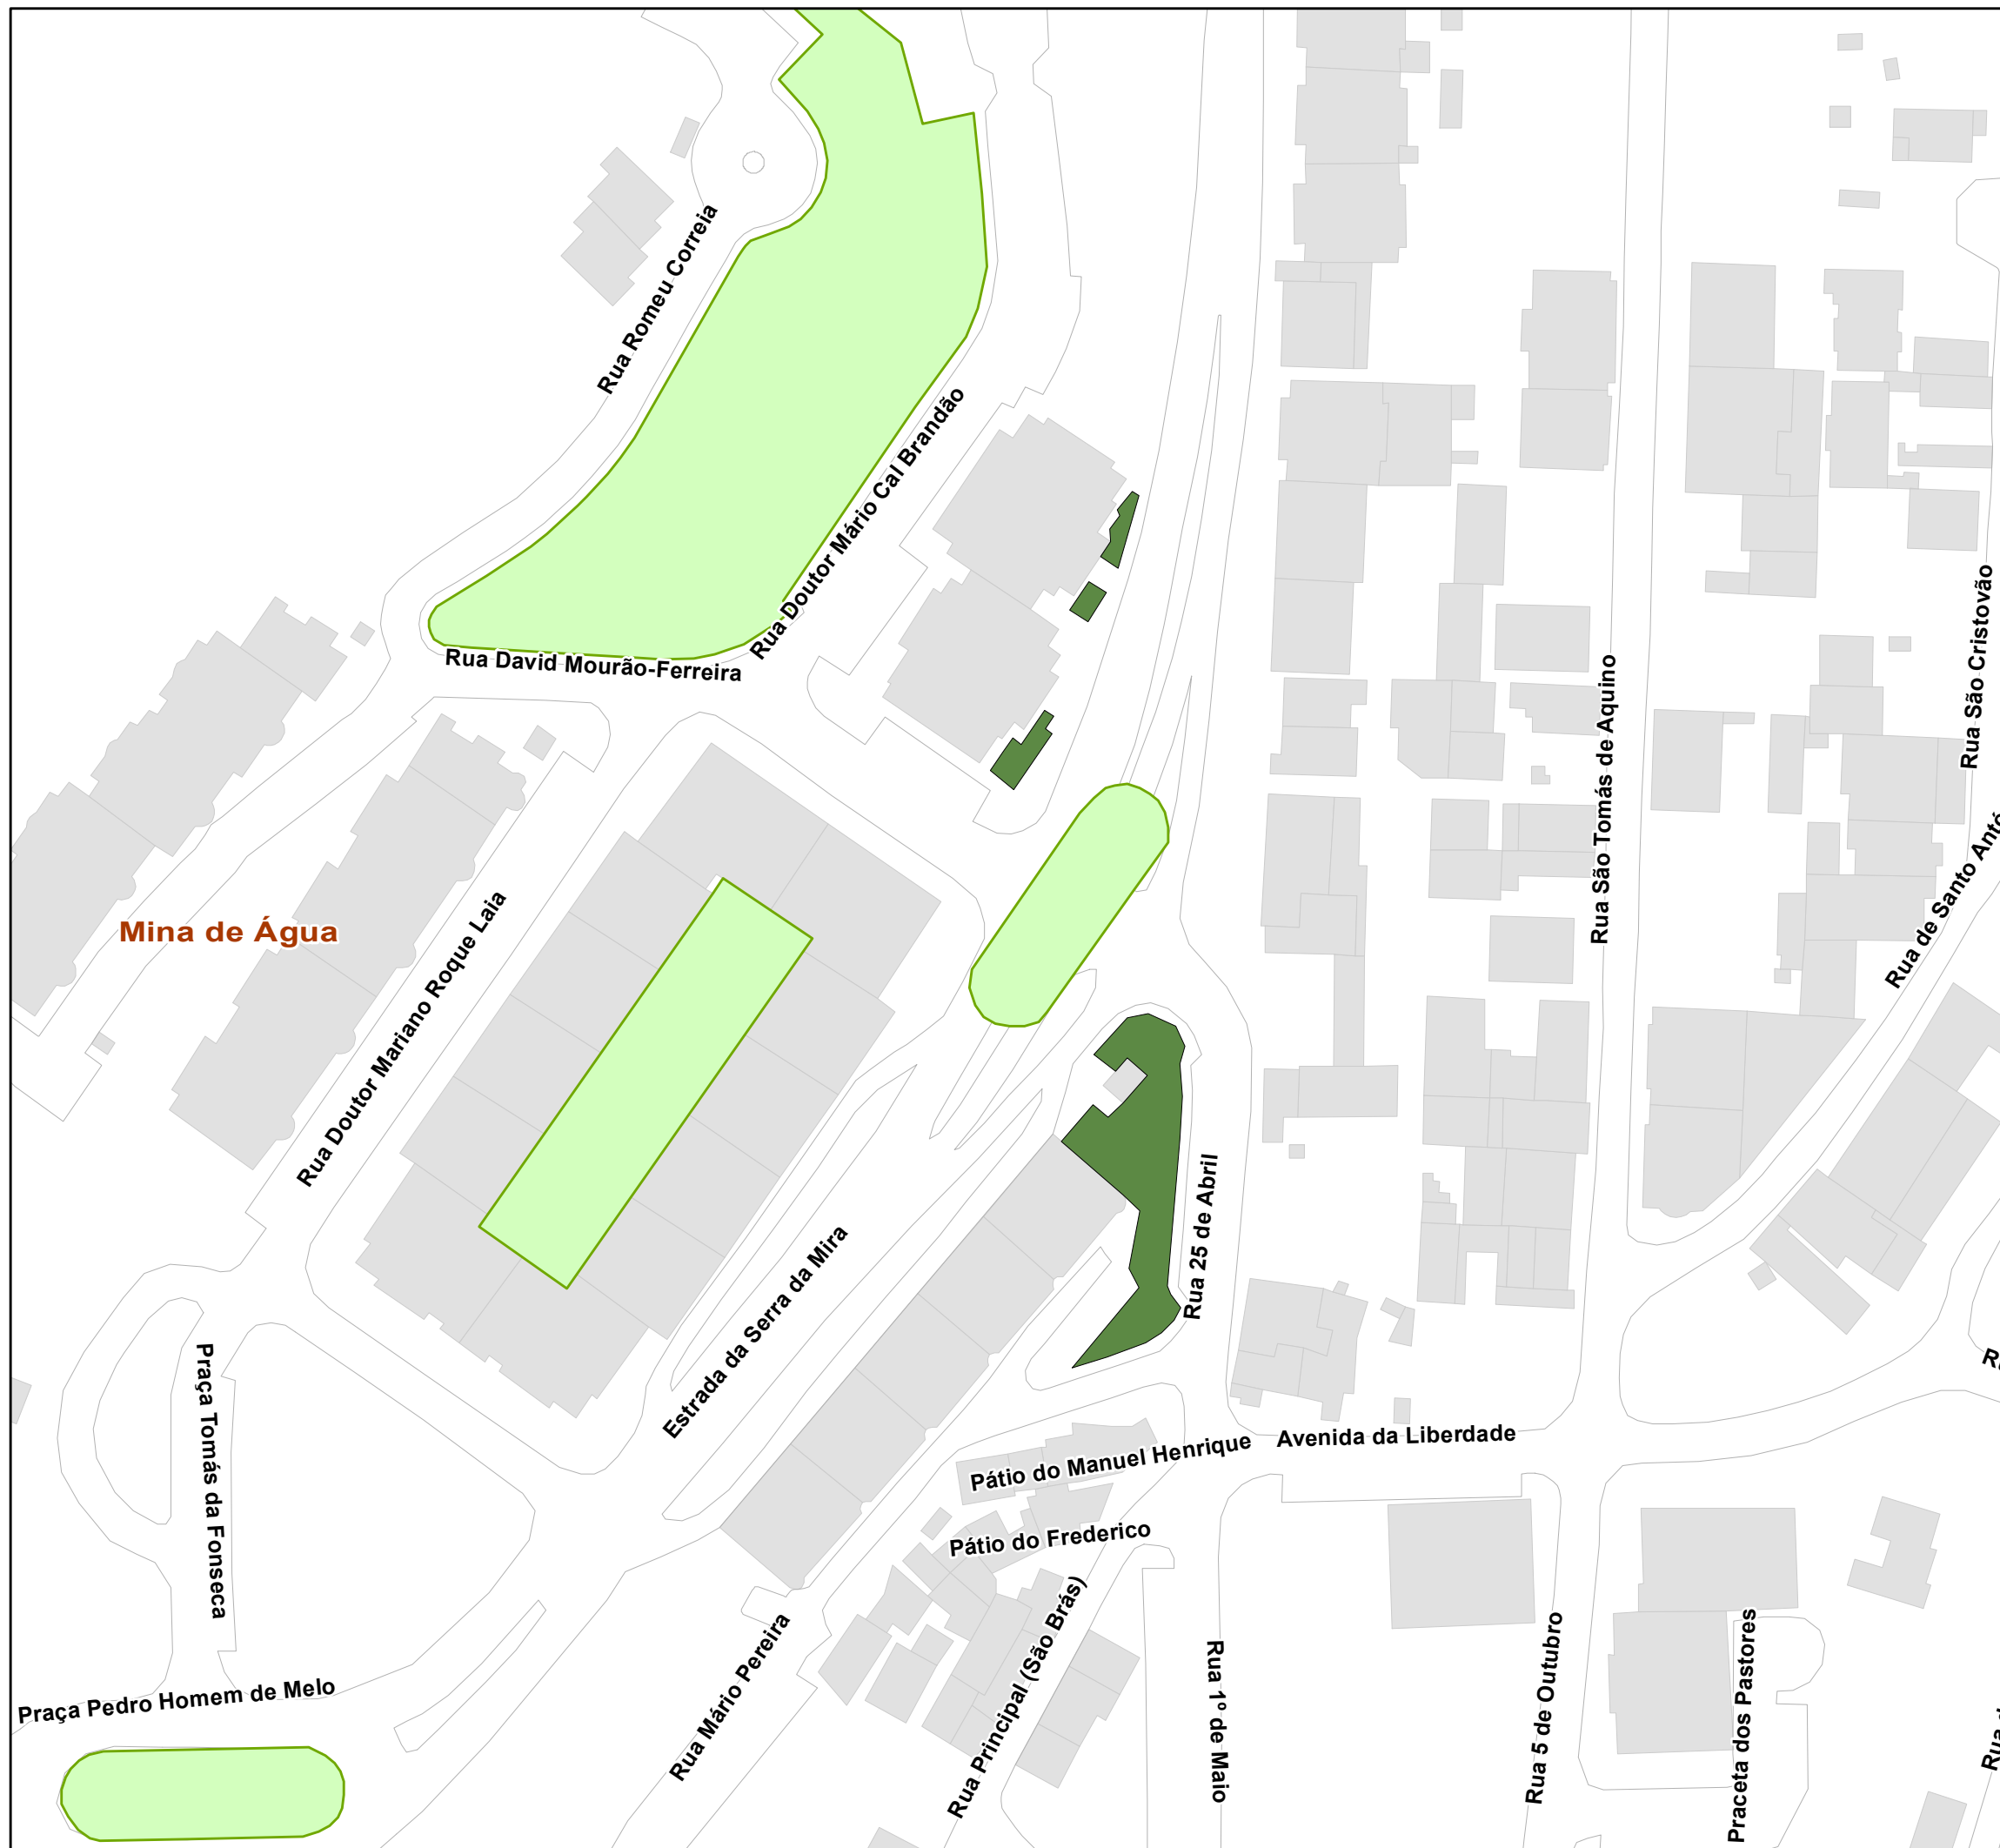 Rua Romeu Correia
Rua Doutor Mário Cal Brandão
Rua David Mourão-Ferreira
Rua São Cristovão
Rua São Tomás de Aquino
Rua de Santo Antó
Mina de Água
Rua Doutor Mariano Roque Laia
Rua 25 de Abril
Estrada da Serra da Mira
Praça Tomás da Fonseca
Avenida da Liberdade
Pátio do Manuel Henrique
Pátio do Frederico
Rua Principal (São Brás)
Rua Mário Pereira
Rua 1º de Maio
Rua 5 de Outubro
Praceta dos Pastores
Praça Pedro Homem de Melo